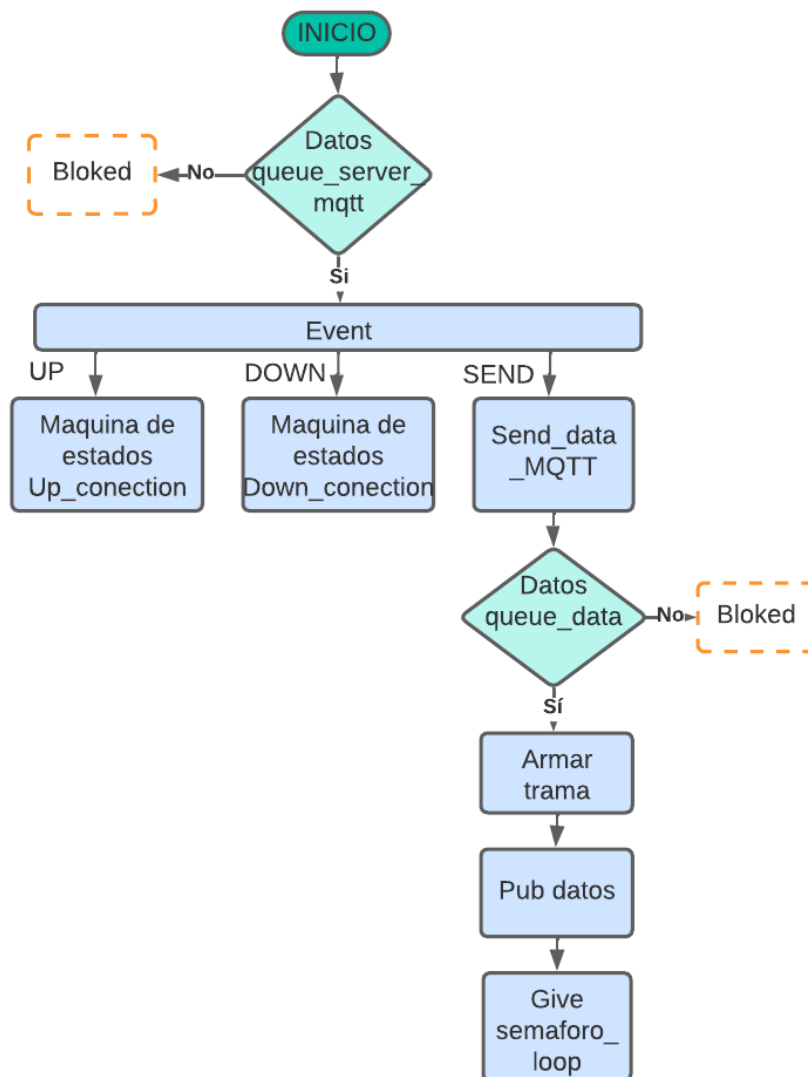 INICIO
Datos
queue_server_
mqtt
Bloked
No
Si
Event
UP
DOWN
SEND
Maquina de
estados
Up_conection
Maquina de
estados
Down_conection
Send_data
_MQTT
Datos
queue_data
No
Bloked
Sí
Armar
trama
Pub datos
Give
semaforo_
loop